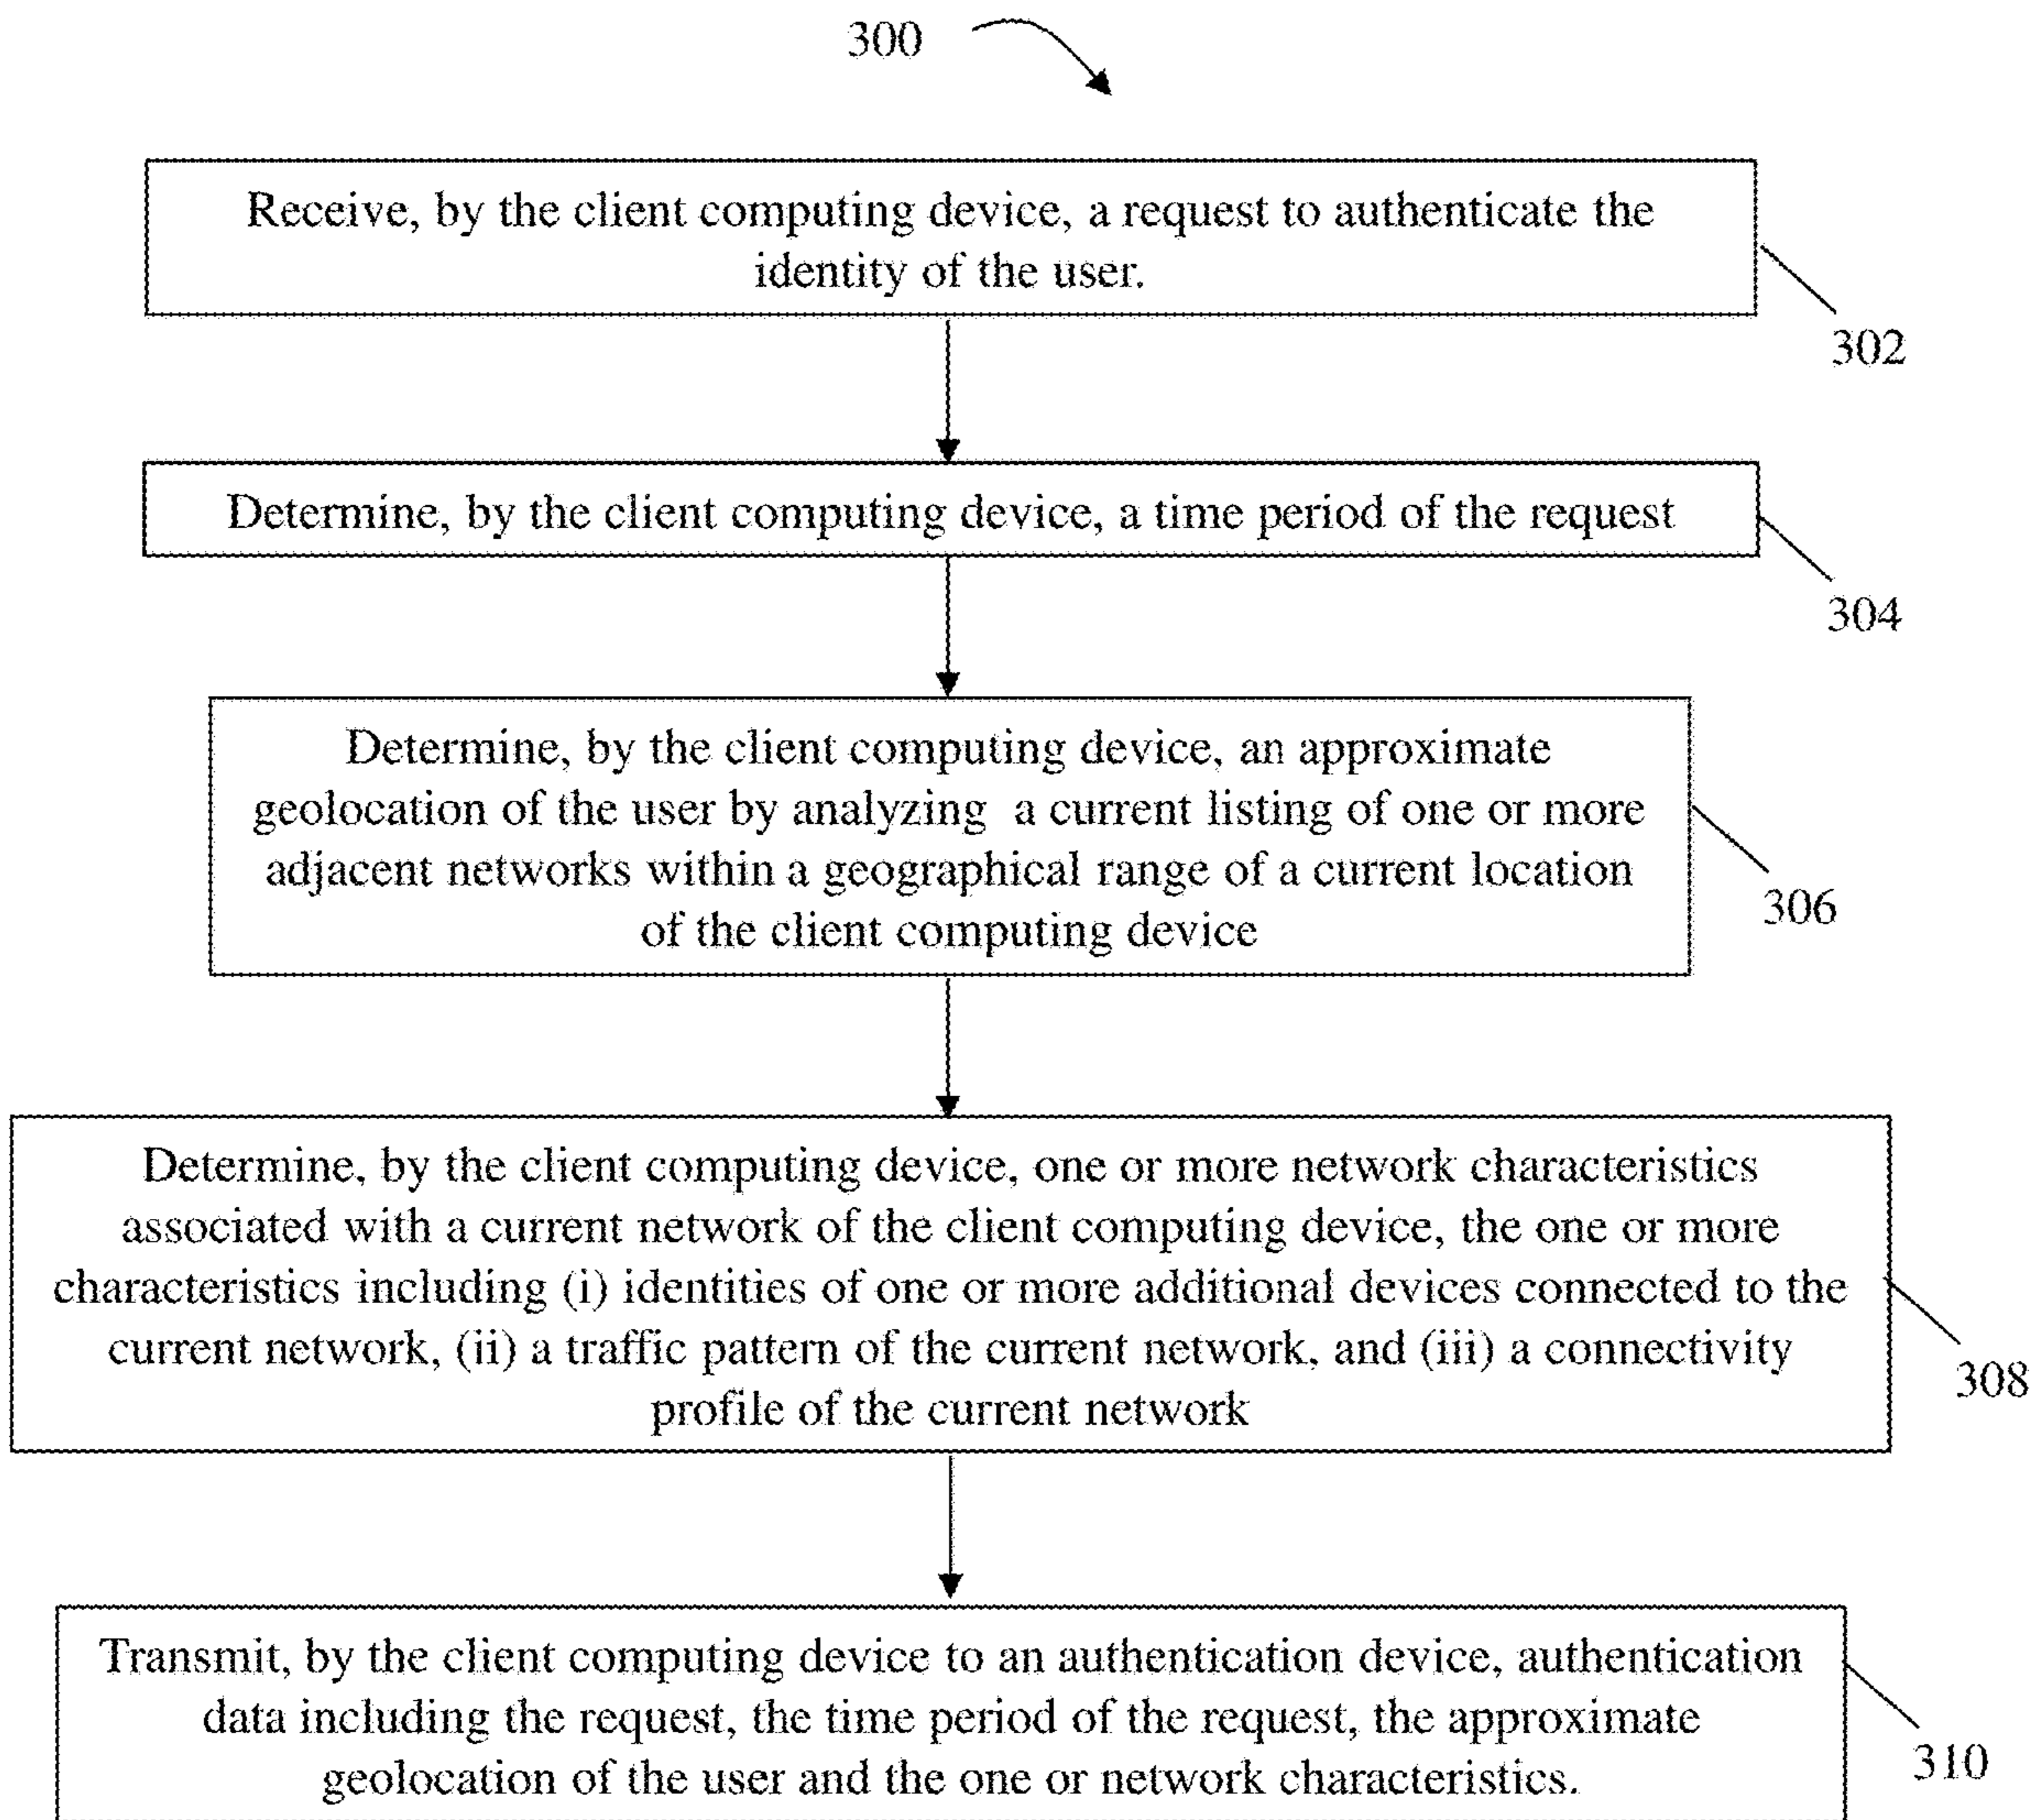 300
Receive, by the client computing device, a request to authenticate the
identity of the user.
302
Determine, by the client computing device, a time period of the request
304
Determine, by the client computing device, an approximate
geolocation of the user by analyzing a current listing of one or more
adjacent networks within a geographical range of a current location
of the client computing device
306
Determine, by the client computing device, one or more network characteristics
associated with a current network of the client computing device, the one or more
characteristics including (i) identities of one or more additional devices connected to the
current network, (ii) a traffic pattern of the current network, and (iii) a connectivity
profile of the current network
308
Transmit, by the client computing device to an authentication device, authentication
data including the request, the time period of the request, the approximate
geolocation of the user and the one or network characteristics.
310